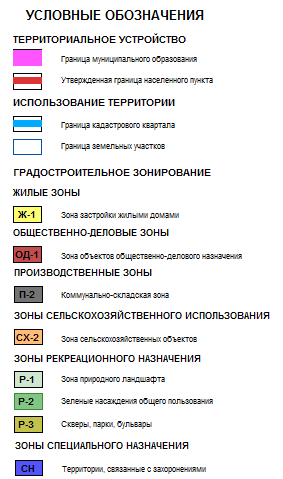 УСЛОВНЫЕ ОБОЗНАЧЕНИЯ
ТЕРРИТОРИАЛЬНОЕ УСТРОЙСТВО
Граница муниципального образования
Утвержденная граница населенного пункта
ИСПОЛЬЗОВАНИЕ ТЕРРИТОРИИ
Граница кадастрового квартала
Граница земельных участков
ГРАДОСТРОИТЕЛЬНОЕ ЗОНИРОВАНИЕ
ЖИЛЫЕ ЗОНЫ
Ж-1 Зона застройки жилыми домами
ОБЩЕСТВЕННО-ДЕЛОВЫЕ ЗОНЫ
ОД-1 Зона объектов общественно-делового назначения
ПРОИЗВОДСТВЕННЫЕ ЗОНЫ
П-2 Коммунально-складская зона
ЗОНЫ СЕЛЬСКОХОЗЯЙСТВЕННОГО ИСПОЛЬЗОВАНИЯ
СХ-2 Зона сельскохозяйственных объектов
ЗОНЫ РЕКРЕАЦИОННОГО НАЗНАЧЕНИЯ
Р-1 Зона природного ландшафта
Р-2 Зеленые насаждения общего пользования
Р-3 Скверы, парки, бульвары
ЗОНЫ СПЕЦИАЛЬНОГО НАЗНАЧЕНИЯ
СН Территории, связанные с захоронениями